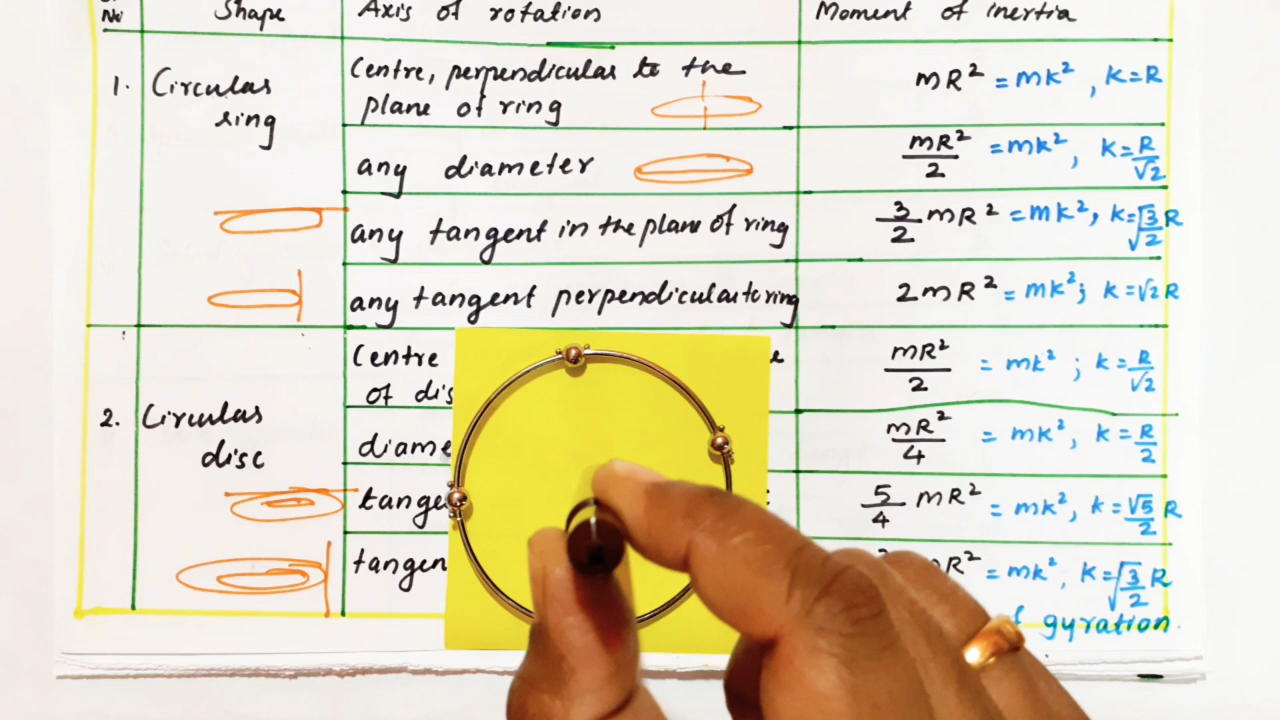 No Shape Axis of rotation Moment of inertia
1. Circular ring
Centre, perpendicular to the
plane of ring
mR² = mk², K=R
any diameter
mR²/2 = mk², K=R/√2
any tangent in the plane of ring
3/2 mR² = mk², K=√3/2 R
any tangent perpendicular to ring
2mR² = mk²; K=√2R
2. Circular disc
Centre
of dis
mR²/2 = mk²; K=R/√2
diame
mR²/4 = mk², K=R/2
tange
5/4 mR² = mk², K=√5/2 R
tangen
mR² = mk², K=√3/2 R
gyration